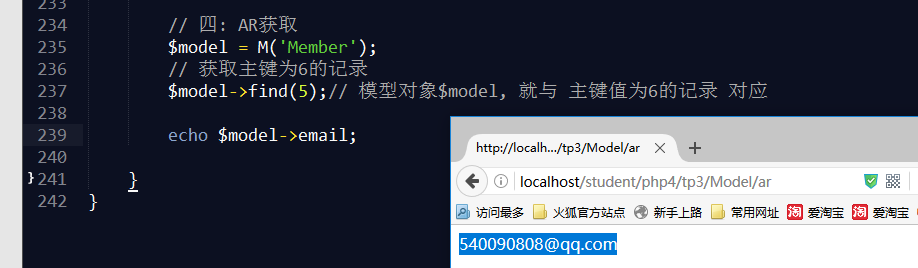 233
234 // 四: AR获取
235 $model = M('Member');
236 // 获取主键为6的记录
237 $model->find(5);// 模型对象$model, 就与 主键值为6的记录 对应
238
239 echo $model->email;
240
241 }
242 }
http://localh.../tp3/Model/ar
localhost/student/php4/tp3/Model/ar
访问最多 火狐官方站点 新手上路 常用网址 淘 爱淘宝 淘 爱淘宝
540090808@qq.com